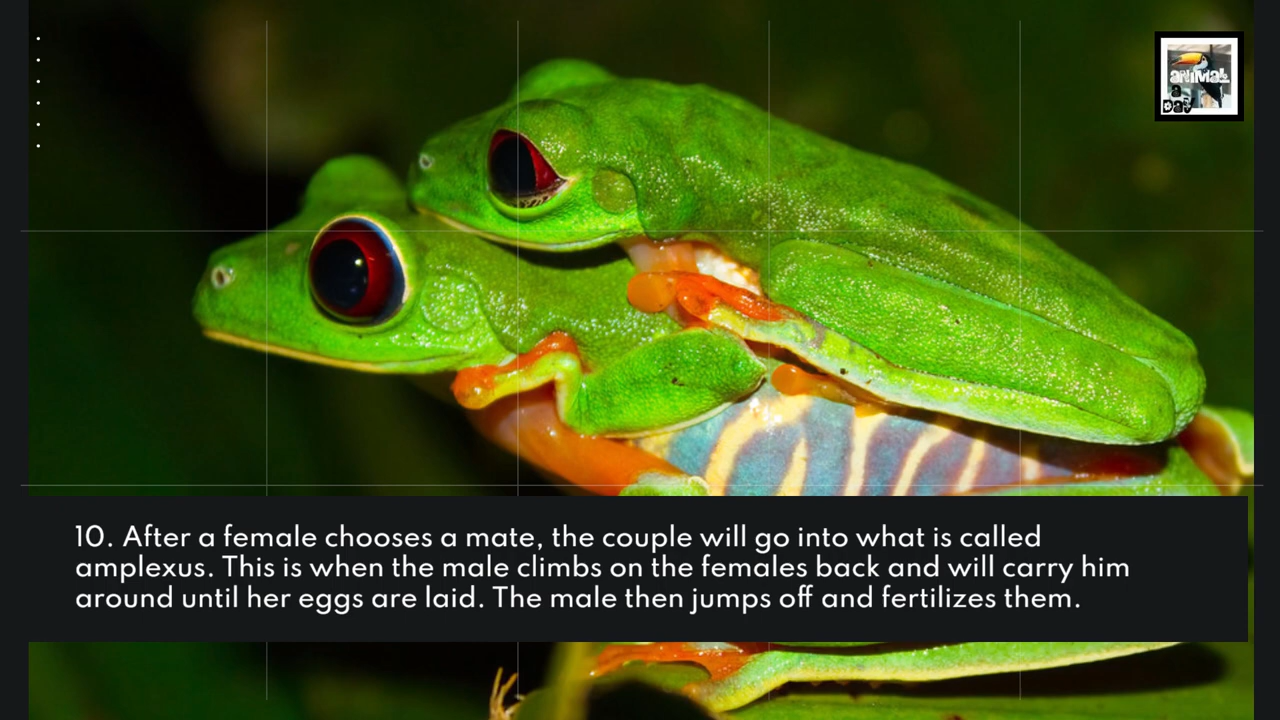 ANIMAL
a
DAY
10. After a female chooses a mate, the couple will go into what is called
amplexus. This is when the male climbs on the females back and will carry him
around until her eggs are laid. The male then jumps off and fertilizes them.